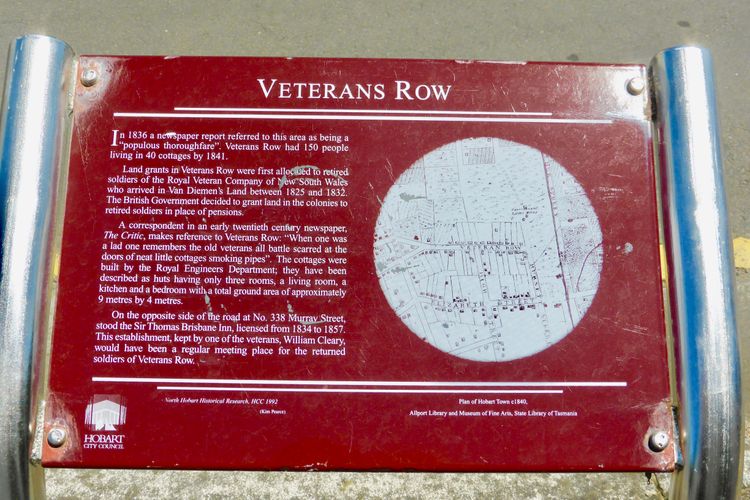 VETERANS ROW
In 1836 a newspaper report referred to this area as being a
"populous thoroughfare". Veterans Row had 150 people
living in 40 cottages by 1841.
Land grants in Veterans Row were first allocated to retired
soldiers of the Royal Veteran Company of New South Wales
who arrived in Van Diemen's Land between 1825 and 1832.
The British Government decided to grant land in the colonies to
retired soldiers in place of pensions.
A correspondent in an early twentieth century newspaper,
The Critic, makes reference to Veterans Row: "When one was
a lad one remembers the old veterans all battle scarred at the
doors of neat little cottages smoking pipes". The cottages were
built by the Royal Engineers Department; they have been
described as huts having only three rooms, a living room, a
kitchen and a bedroom with a total ground area of approximately
9 metres by 4 metres.
On the opposite side of the road at No. 338 Murray Street,
stood the Sir Thomas Brisbane Inn, licensed from 1834 to 1857.
This establishment, kept by one of the veterans, William Cleary,
would have been a regular meeting place for the returned
soldiers of Veterans Row.
VETERAN ROW
STREET
North Hobart Historical Research, HCC 1992
(Kim Pearce)
Plan of Hobart Town c1840,
Allport Library and Museum of Fine Arts, State Library of Tasmania
HOBART
CITY COUNCIL